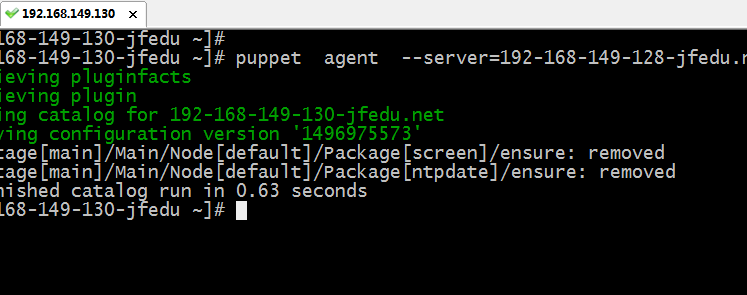 192.168.149.130
168-149-130-jfedu ~]#
168-149-130-jfedu ~]# puppet  agent  --server=192-168-149-128-jfedu.n
ieving pluginfacts
ieving plugin
ing catalog for 192-168-149-130-jfedu.net
ying configuration version '1496975573'
tage[main]/Main/Node[default]/Package[screen]/ensure: removed
tage[main]/Main/Node[default]/Package[ntpdate]/ensure: removed
nished catalog run in 0.63 seconds
168-149-130-jfedu ~]#